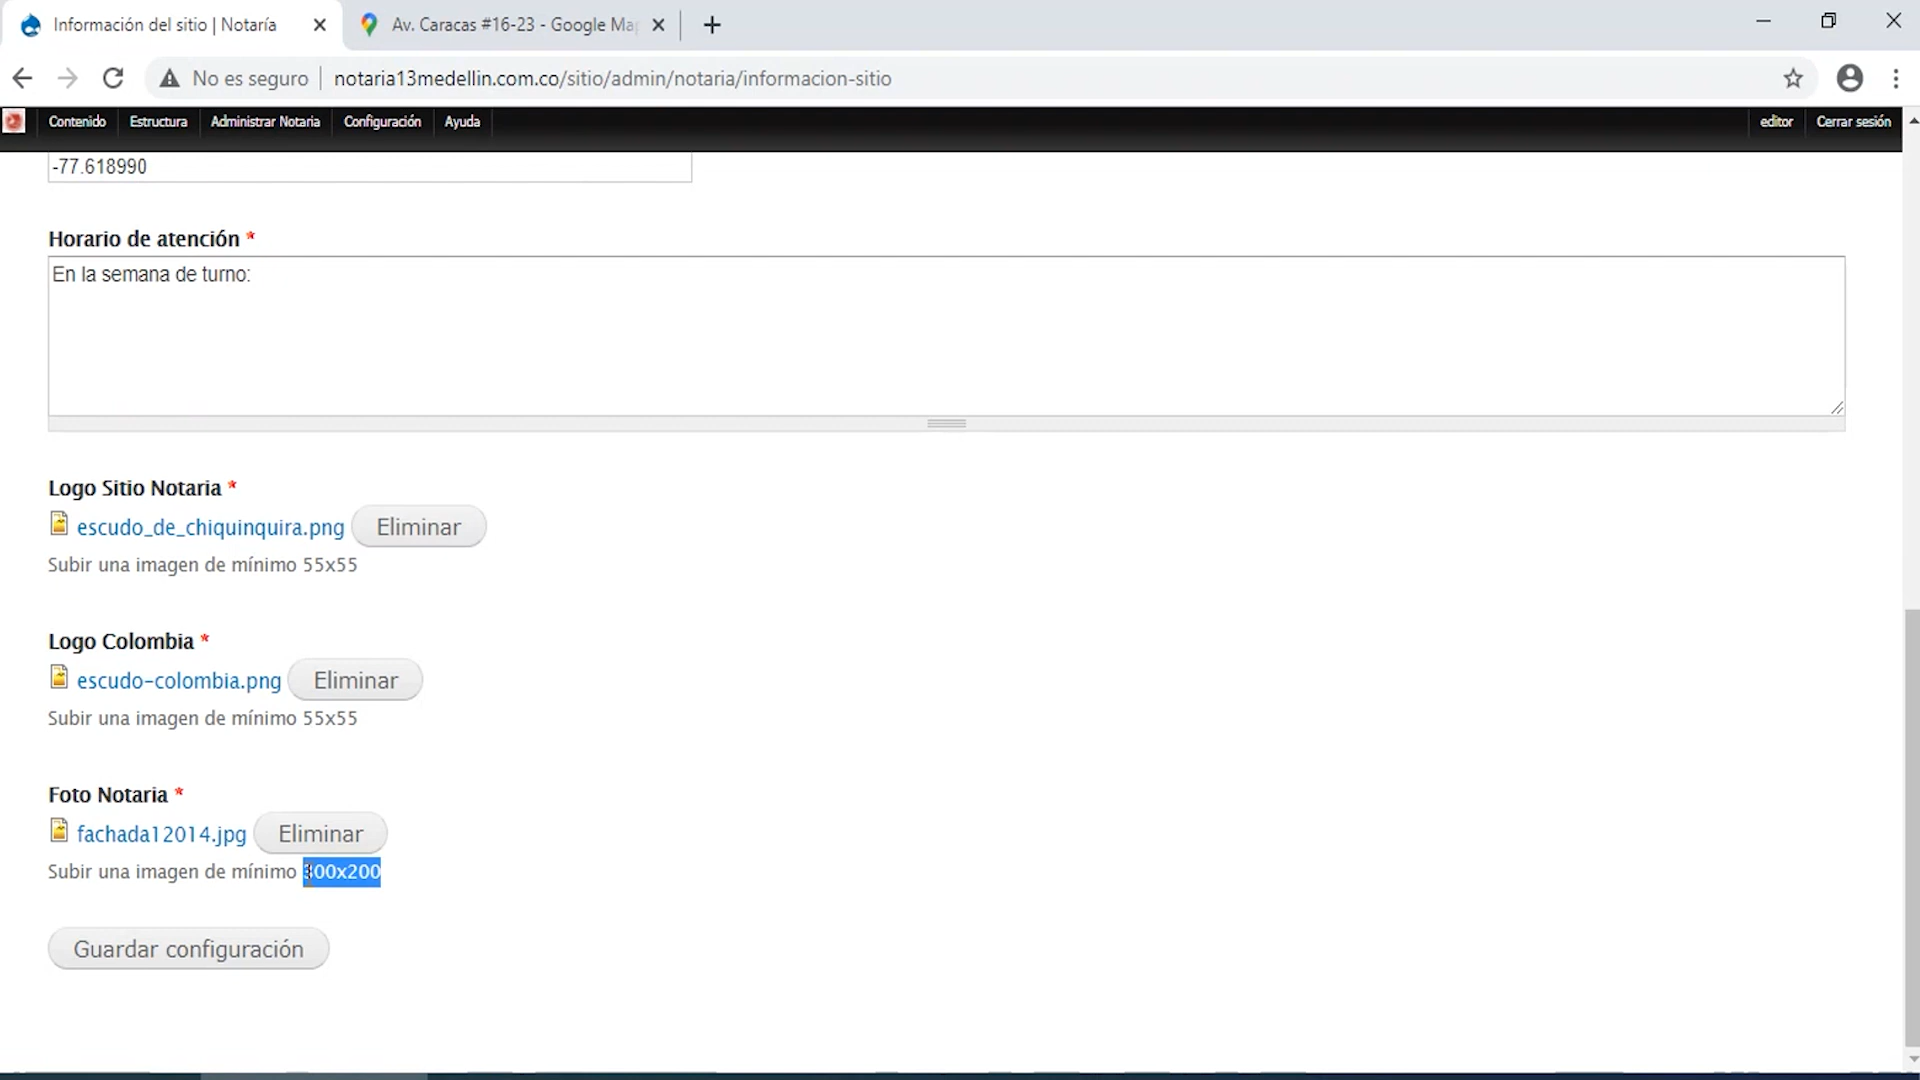 Información del sitio | Notaría
Av. Caracas #16-23 - Google Map
No es seguro
notaria13medellin.com.co/sitio/admin/notaria/informacion-sitio
Contenido
Estructura
Administrar Notaria
Configuración
Ayuda
editor
Cerrar sesión
-77.618990
Horario de atención *
En la semana de turno:
Logo Sitio Notaria *
escudo_de_chiquinquira.png Eliminar
Subir una imagen de mínimo 55x55
Logo Colombia *
escudo-colombia.png Eliminar
Subir una imagen de mínimo 55x55
Foto Notaria *
fachada12014.jpg Eliminar
Subir una imagen de mínimo 300x200
Guardar configuración